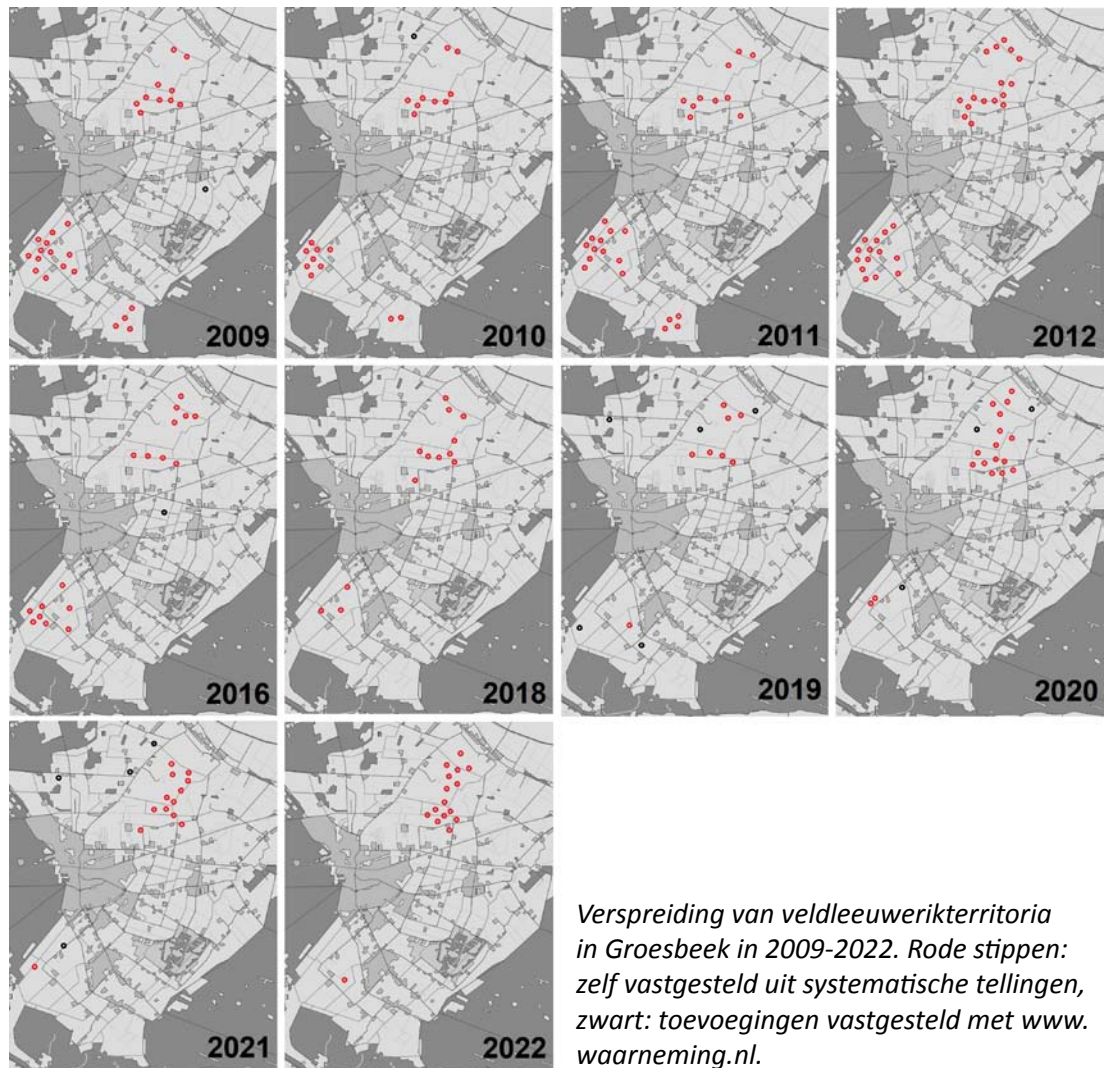 2009
2010
2011
2012
2016
2018
2019
2020
2021
2022
Verspreiding van veldleeuwerikterritoria
in Groesbeek in 2009-2022. Rode stippen:
zelf vastgesteld uit systematische tellingen,
zwart: toevoegingen vastgesteld met www.
waarneming.nl.